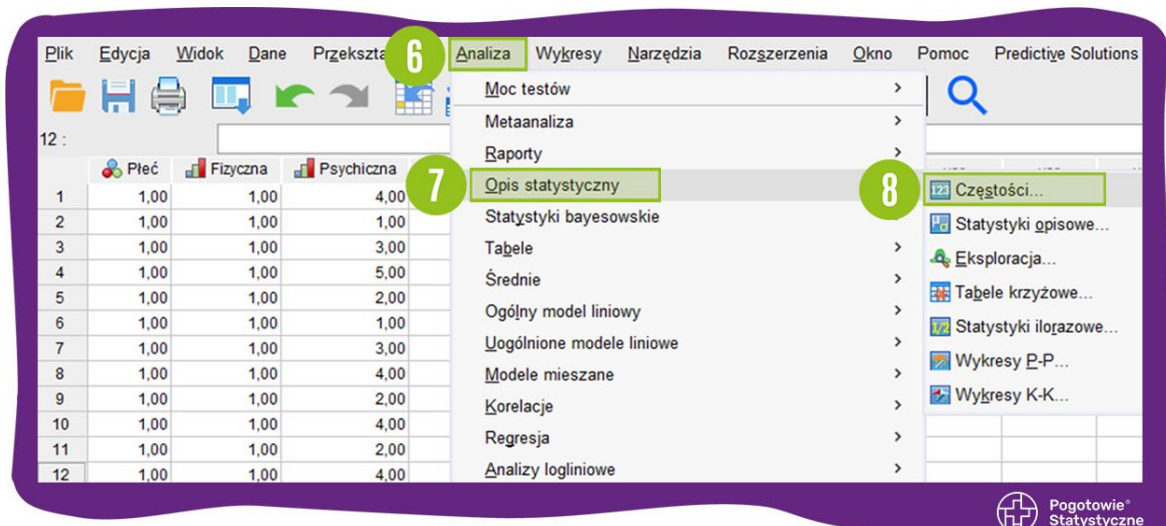 Plik Edycja Widok Dane Przekszta 6 Analiza Wykresy Narzędzia Rozszerzenia Okno Pomoc Predictive Solutions
12 :
Płeć Fizyczna Psychiczna
1 1,00 1,00 4,00
2 1,00 1,00 1,00
3 1,00 1,00 3,00
4 1,00 1,00 5,00
5 1,00 1,00 2,00
6 1,00 1,00 1,00
7 1,00 1,00 3,00
8 1,00 1,00 4,00
9 1,00 1,00 2,00
10 1,00 1,00 4,00
11 1,00 1,00 2,00
12 1,00 1,00 4,00
Moc testów
Metaanaliza
Raporty
7 Opis statystyczny
Statystyki bayesowskie
Tabele
Średnie
Ogólny model liniowy
Uogólnione modele liniowe
Modele mieszane
Korelacje
Regresja
Analizy logliniowe
8 Częstości...
Statystyki opisowe...
Eksploracja...
Tabele krzyżowe...
Statystyki ilorazowe...
Wykresy P-P...
Wykresy K-K...
Pogotowie®
Statystyczne